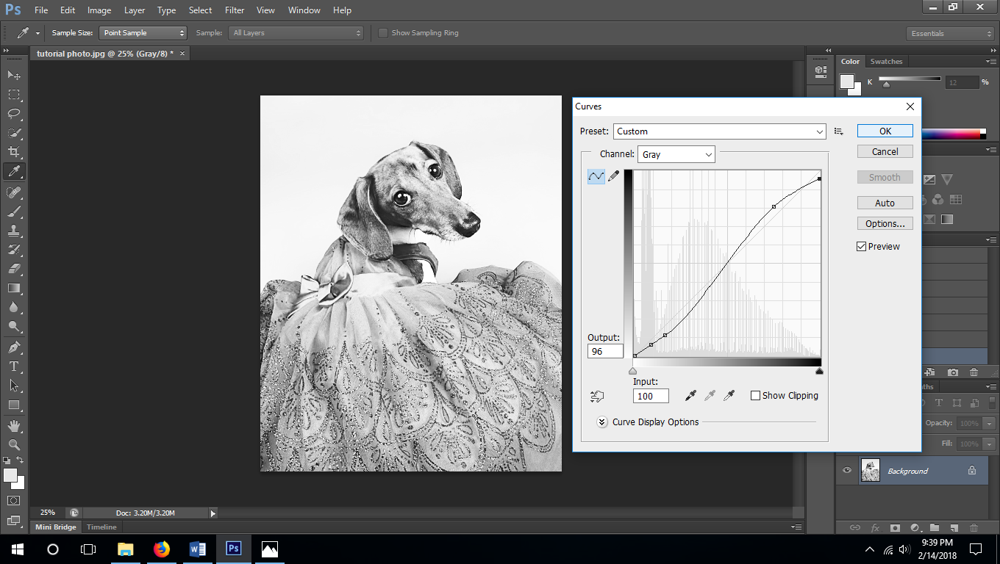 Ps File Edit Image Layer Type Select Filter View Window Help
Sample Size: Point Sample Sample: All Layers Show Sampling Ring Essentials
tutorial photo.jpg @ 25% (Gray/8) * ×
Color Swatches
K 12 %
Curves
Preset: Custom OK
Channel: Gray Cancel
Smooth
Auto
Options...
Preview
Output:
96
Input:
100 Show Clipping
Curve Display Options
Opacity: 100%
Fill: 100%
Background
T
25% Doc: 3.20M/3.20M
Mini Bridge Timeline
Ps
9:39 PM
2/14/2018